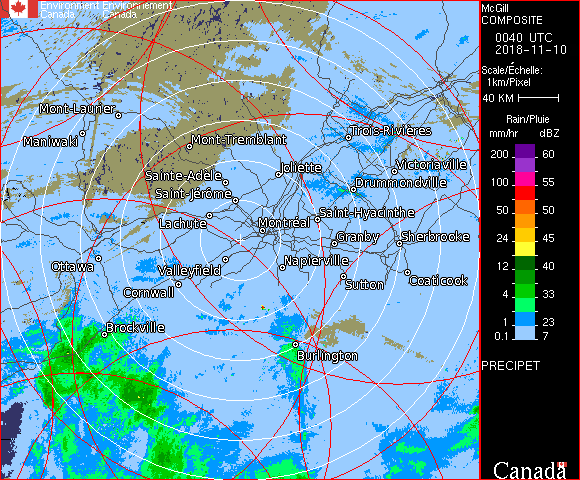 Environment Environnement
Canada Canada
McGill
COMPOSITE
0040 UTC
2018-11-10
Scale/Échelle:
1km/Pixel
40 KM
Rain/Pluie
mm/hr dBZ
200 60
100 55
50 50
24 45
12 40
4 33
1 23
0.1 7
PRECIPET
Canada
Mont-Laurier
Maniwaki
Mont-Tremblant
Trois-Rivières
Joliette
Victoriaville
Sainte-Adèle
Drummondville
Saint-Jérôme
Saint-Hyacinthe
Lachute
Montréal
Granby
Sherbrooke
Ottawa
Valleyfield
Napierville
Coaticook
Sutton
Cornwall
Brockville
Burlington